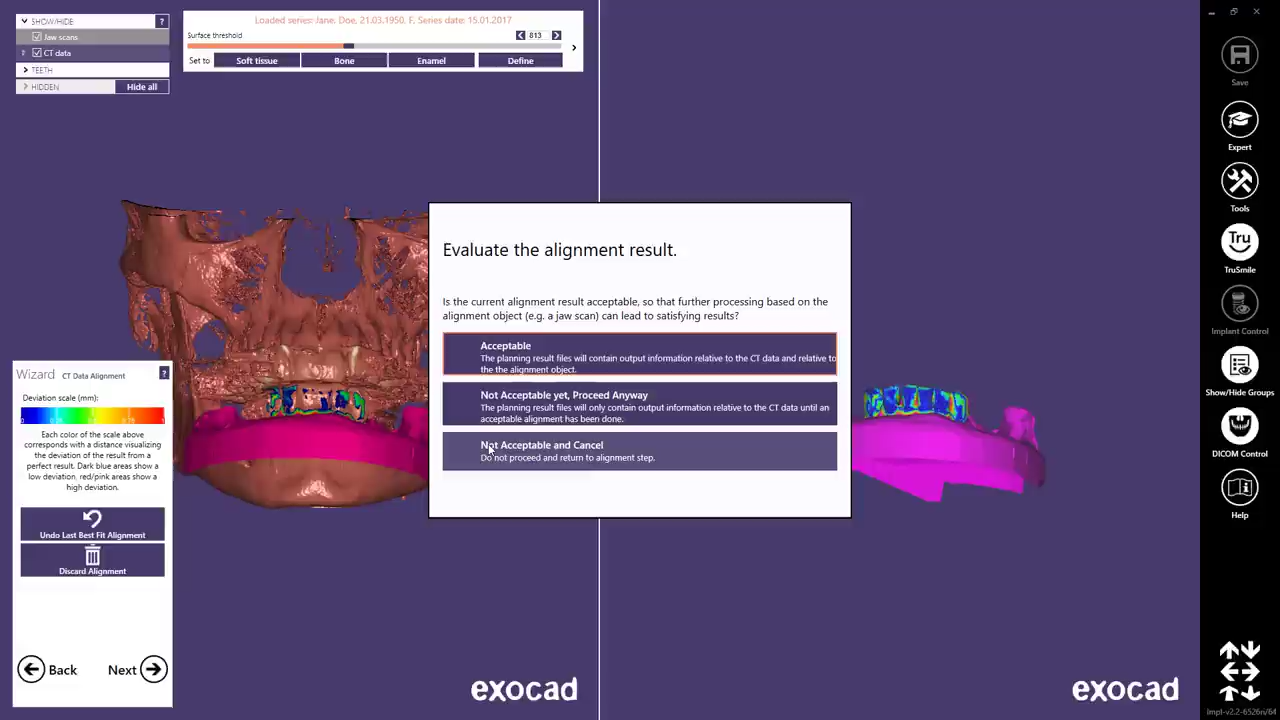 SHOW/HIDE
?
Jaw scans
CT data
TEETH
HIDDEN
Hide all
Loaded series: Jane, Doe, 21.03.1950, F, Series date: 15.01.2017
Surface threshold
813
Set to
Soft tissue
Bone
Enamel
Define
Evaluate the alignment result.
Is the current alignment result acceptable, so that further processing based on the
alignment object (e.g. a jaw scan) can lead to satisfying results?
Acceptable
The planning result files will contain output information relative to the CT data and relative to
the the alignment object.
Not Acceptable yet, Proceed Anyway
The planning result files will only contain output information relative to the CT data until an
acceptable alignment has been done.
Not Acceptable and Cancel
Do not proceed and return to alignment step.
Wizard CT Data Alignment
?
Deviation scale (mm):
Each color of the scale above
corresponds with a distance visualizing
the deviation of the result from a
perfect result. Dark blue areas show a
low deviation, red/pink areas show a
high deviation.
Undo Last Best Fit Alignment
Discard Alignment
Back
Next
exocad
exocad
Save
Expert
Tools
Tru
TruSmile
Implant Control
Show/Hide Groups
DICOM Control
Help